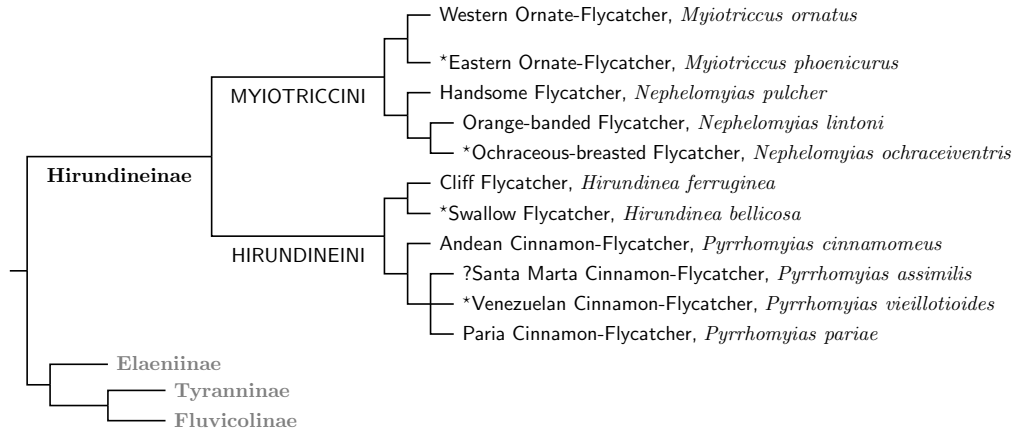 Western Ornate-Flycatcher, Myiotriccus ornatus
*Eastern Ornate-Flycatcher, Myiotriccus phoenicurus
MYIOTRICCINI
Handsome Flycatcher, Nephelomyias pulcher
Orange-banded Flycatcher, Nephelomyias lintoni
*Ochraceous-breasted Flycatcher, Nephelomyias ochraceiventris
Hirundineinae
Cliff Flycatcher, Hirundinea ferruginea
*Swallow Flycatcher, Hirundinea bellicosa
HIRUNDINEINI
Andean Cinnamon-Flycatcher, Pyrrhomyias cinnamomeus
?Santa Marta Cinnamon-Flycatcher, Pyrrhomyias assimilis
*Venezuelan Cinnamon-Flycatcher, Pyrrhomyias vieillotioides
Paria Cinnamon-Flycatcher, Pyrrhomyias pariae
Elaeniinae
Tyranninae
Fluvicolinae